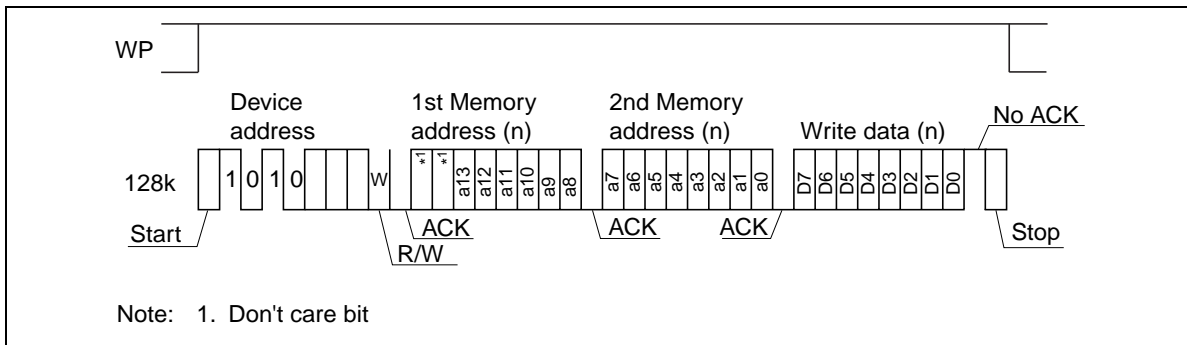 WP
Device address
1st Memory address (n)
2nd Memory address (n)
Write data (n)
No ACK
128k
1 0 1 0 W *1 *1 a13 a12 a11 a10 a9 a8 a7 a6 a5 a4 a3 a2 a1 a0 D7 D6 D5 D4 D3 D2 D1 D0
Start
R/W
ACK
ACK
ACK
Stop
Note: 1. Don't care bit